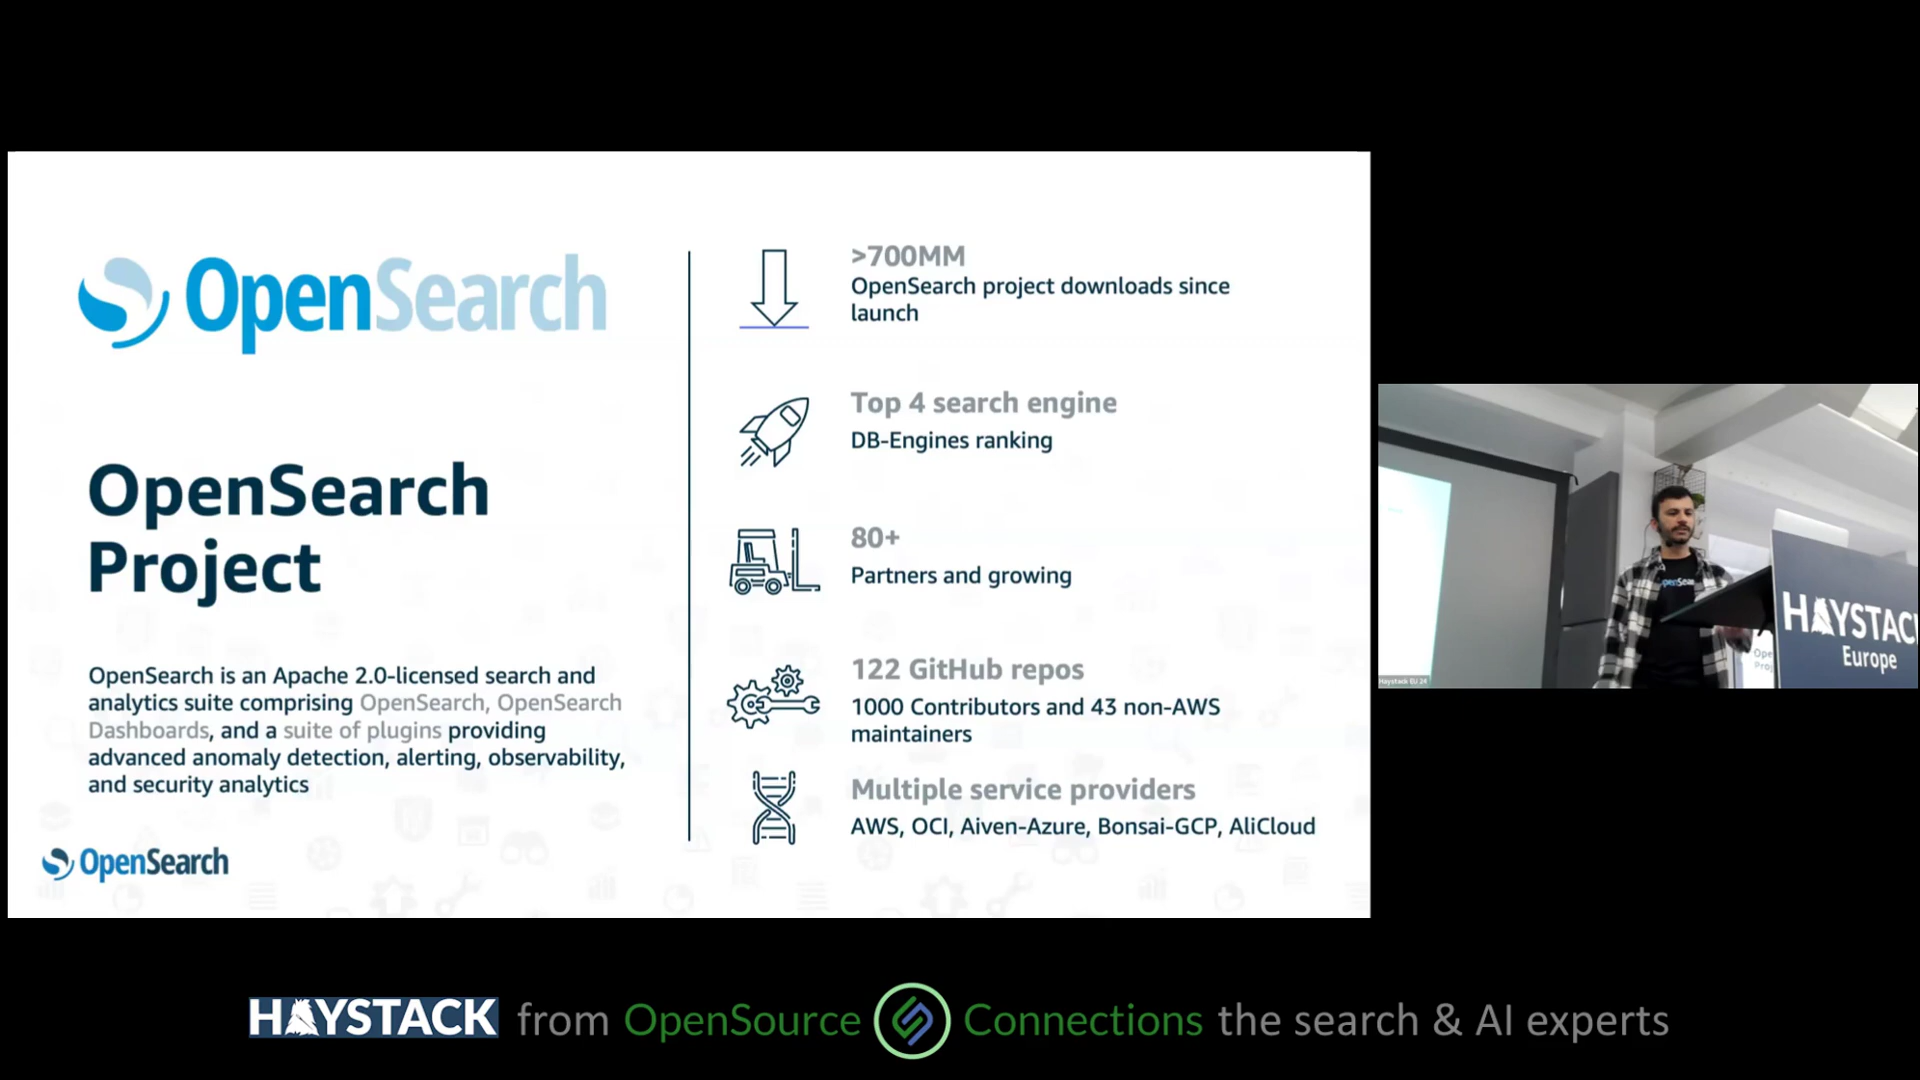 OpenSearch
OpenSearch
Project
OpenSearch is an Apache 2.0-licensed search and
analytics suite comprising OpenSearch, OpenSearch
Dashboards, and a suite of plugins providing
advanced anomaly detection, alerting, observability,
and security analytics
OpenSearch
>700MM
OpenSearch project downloads since
launch
Top 4 search engine
DB-Engines ranking
80+
Partners and growing
122 GitHub repos
1000 Contributors and 43 non-AWS
maintainers
Multiple service providers
AWS, OCI, Aiven-Azure, Bonsai-GCP, AliCloud
HAYSTAC
Europe
Haystack EU 24
HAYSTACK from OpenSource Connections the search & AI experts